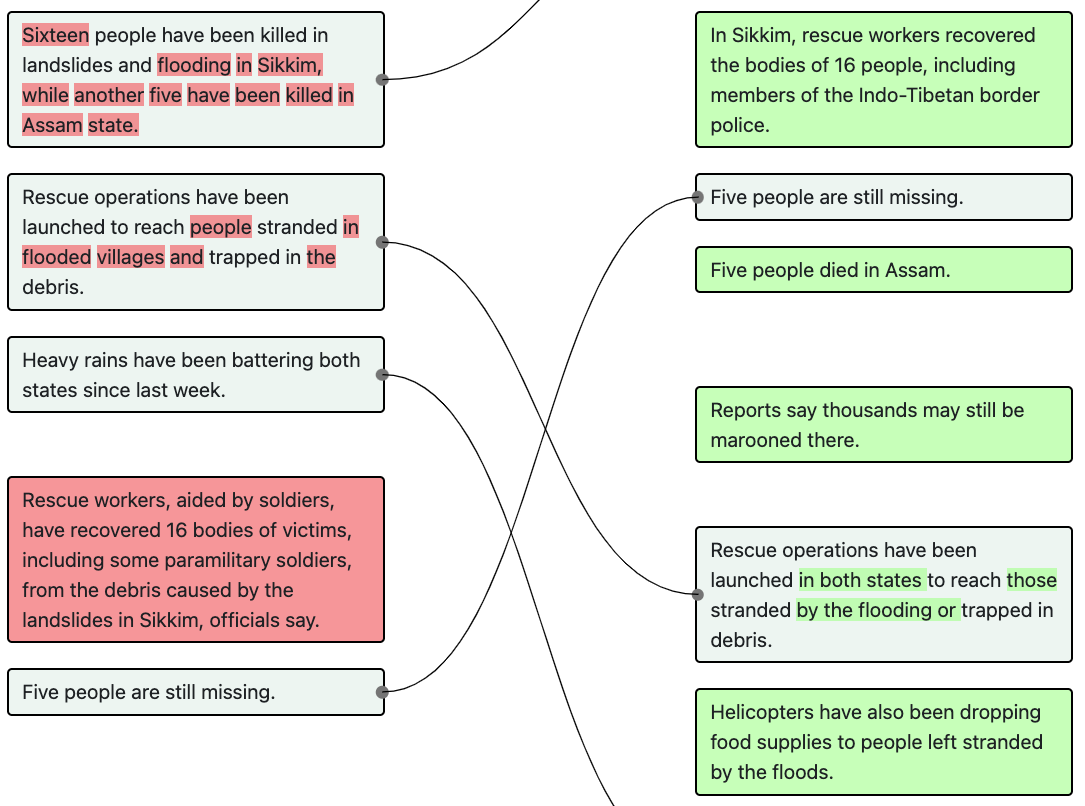 Sixteen people have been killed in
landslides and flooding in Sikkim,
while another five have been killed in
Assam state.
Rescue operations have been
launched to reach people stranded in
flooded villages and trapped in the
debris.
Heavy rains have been battering both
states since last week.
Rescue workers, aided by soldiers,
have recovered 16 bodies of victims,
including some paramilitary soldiers,
from the debris caused by the
landslides in Sikkim, officials say.
Five people are still missing.
In Sikkim, rescue workers recovered
the bodies of 16 people, including
members of the Indo-Tibetan border
police.
Five people are still missing.
Five people died in Assam.
Reports say thousands may still be
marooned there.
Rescue operations have been
launched in both states to reach those
stranded by the flooding or trapped in
debris.
Helicopters have also been dropping
food supplies to people left stranded
by the floods.